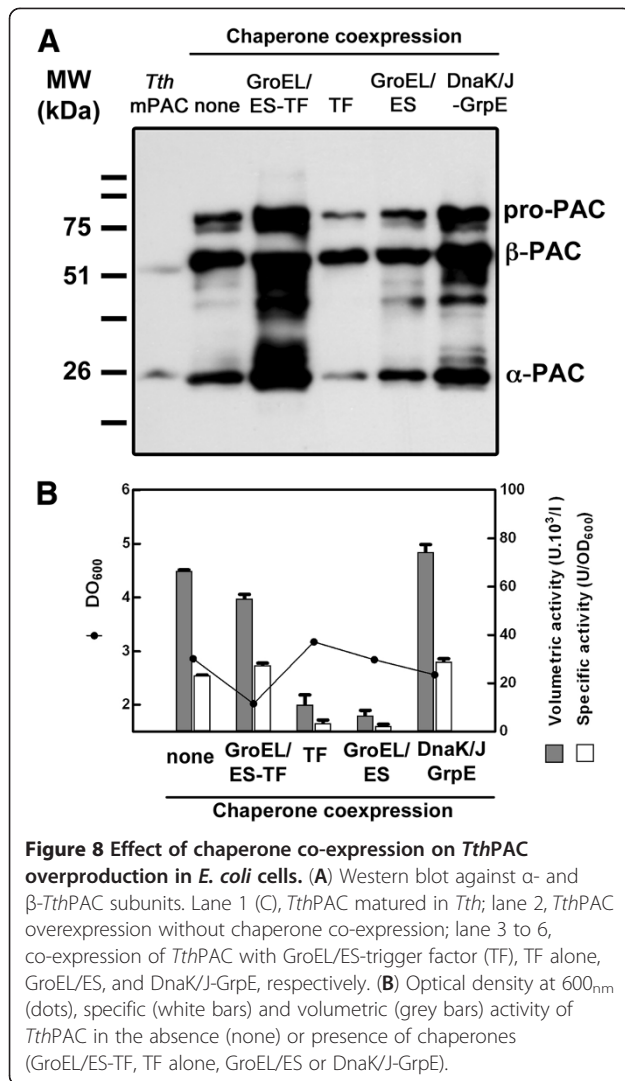 A
Chaperone coexpression
MW
(kDa)
Tth
mPAC
none
GroEL/
ES-TF
TF
GroEL/
ES
DnaK/J
-GrpE
75
51
26
pro-PAC
β-PAC
α-PAC
B
DO600
6
5
4
3
2
100
80
60
40
20
0
Volumetric activity (U.10³/l)
Specific activity (U/OD600)
none
GroEL/
ES-TF
TF
GroEL/
ES
DnaK/J
GrpE
Chaperone coexpression
Figure 8 Effect of chaperone co-expression on TthPAC
overproduction in E. coli cells. (A) Western blot against α- and
β-TthPAC subunits. Lane 1 (C), TthPAC matured in Tth; lane 2, TthPAC
overexpression without chaperone co-expression; lane 3 to 6,
co-expression of TthPAC with GroEL/ES-trigger factor (TF), TF alone,
GroEL/ES, and DnaK/J-GrpE, respectively. (B) Optical density at 600nm
(dots), specific (white bars) and volumetric (grey bars) activity of
TthPAC in the absence (none) or presence of chaperones
(GroEL/ES-TF, TF alone, GroEL/ES or DnaK/J-GrpE).